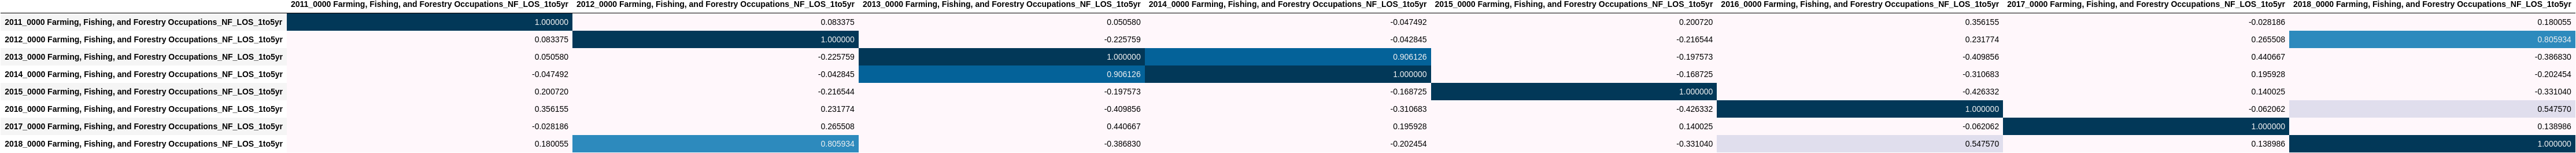 2011_0000 Farming, Fishing, and Forestry Occupations_NF_LOS_1to5yr 2012_0000 Farming, Fishing, and Forestry Occupations_NF_LOS_1to5yr 2013_0000 Farming, Fishing, and Forestry Occupations_NF_LOS_1to5yr 2014_0000 Farming, Fishing, and Forestry Occupations_NF_LOS_1to5yr 2015_0000 Farming, Fishing, and Forestry Occupations_NF_LOS_1to5yr 2016_0000 Farming, Fishing, and Forestry Occupations_NF_LOS_1to5yr 2017_0000 Farming, Fishing, and Forestry Occupations_NF_LOS_1to5yr 2018_0000 Farming, Fishing, and Forestry Occupations_NF_LOS_1to5yr
2011_0000 Farming, Fishing, and Forestry Occupations_NF_LOS_1to5yr 1.000000 0.083375 0.050580 -0.047492 0.200720 0.356155 -0.028186 0.180055
2012_0000 Farming, Fishing, and Forestry Occupations_NF_LOS_1to5yr 0.083375 1.000000 -0.225759 -0.042845 -0.216544 0.231774 0.265508 0.805934
2013_0000 Farming, Fishing, and Forestry Occupations_NF_LOS_1to5yr 0.050580 -0.225759 1.000000 0.906126 -0.197573 -0.409856 0.440667 -0.386830
2014_0000 Farming, Fishing, and Forestry Occupations_NF_LOS_1to5yr -0.047492 -0.042845 0.906126 1.000000 -0.168725 -0.310683 0.195928 -0.202454
2015_0000 Farming, Fishing, and Forestry Occupations_NF_LOS_1to5yr 0.200720 -0.216544 -0.197573 -0.168725 1.000000 -0.426332 0.140025 -0.331040
2016_0000 Farming, Fishing, and Forestry Occupations_NF_LOS_1to5yr 0.356155 0.231774 -0.409856 -0.310683 -0.426332 1.000000 -0.062062 0.547570
2017_0000 Farming, Fishing, and Forestry Occupations_NF_LOS_1to5yr -0.028186 0.265508 0.440667 0.195928 0.140025 -0.062062 1.000000 0.138986
2018_0000 Farming, Fishing, and Forestry Occupations_NF_LOS_1to5yr 0.180055 0.805934 -0.386830 -0.202454 -0.331040 0.547570 0.138986 1.000000